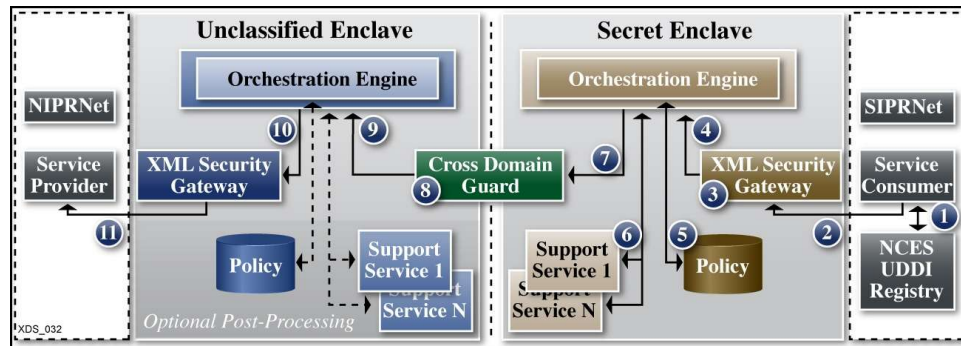 Unclassified Enclave
Orchestration Engine
NIPRNet
10
9
Service
Provider
XML Security
Gateway
11
8
Cross Domain
Guard
Policy
Support
Service 1
Support
Service N
Optional Post-Processing
XDS_032
Secret Enclave
Orchestration Engine
SIPRNet
4
7
XML Security
Gateway
3
Service
Consumer
1
2
6
5
Support
Service 1
Support
Service N
Policy
NCES
UDDI
Registry